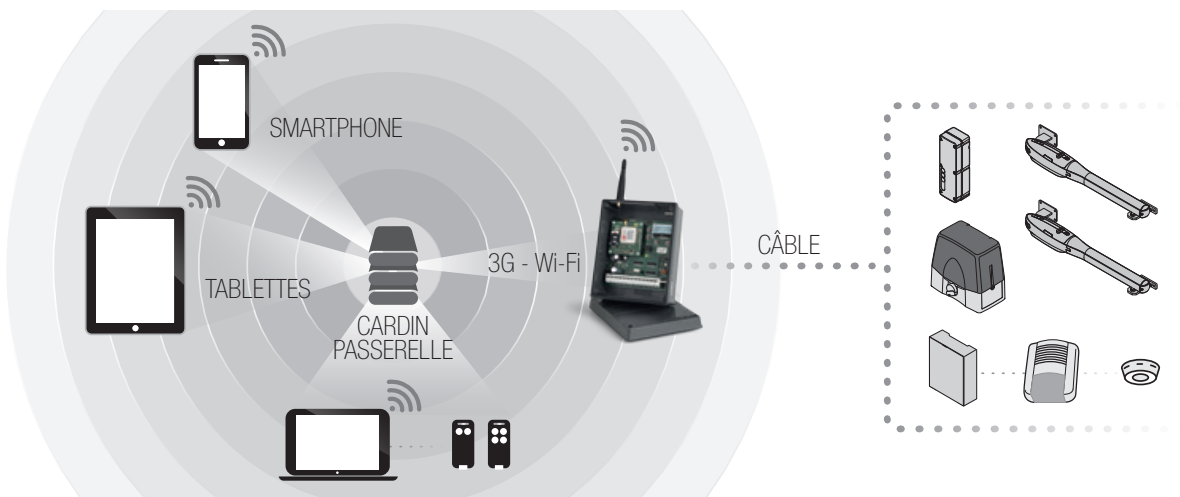 SMARTPHONE
TABLETTES
CARDIN
PASSERELLE
3G - Wi-Fi
CÂBLE